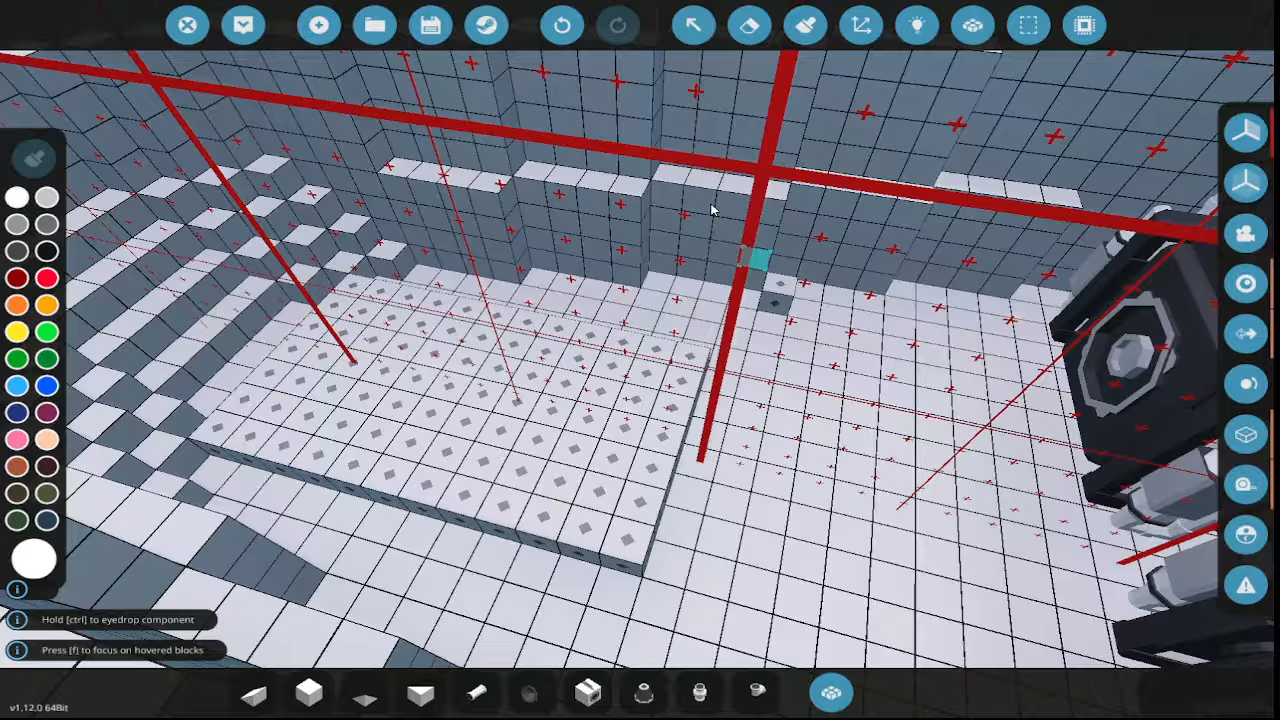 Hold [ctrl] to eyedrop component
Press [f] to focus on hovered blocks
v1.12.0 64Bit